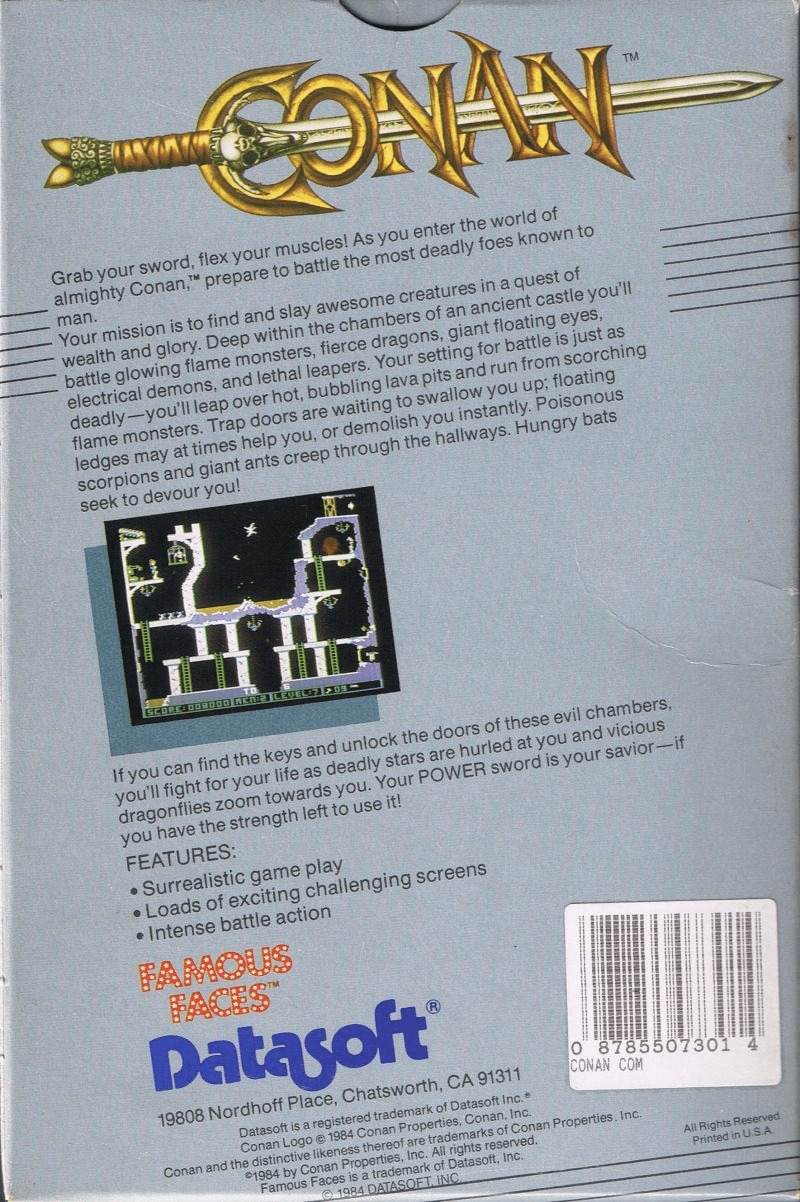 CONAN™
Grab your sword, flex your muscles! As you enter the world of
almighty Conan,™ prepare to battle the most deadly foes known to
man.
Your mission is to find and slay awesome creatures in a quest of
wealth and glory. Deep within the chambers of an ancient castle you'll
battle glowing flame monsters, fierce dragons, giant floating eyes,
electrical demons, and lethal leapers. Your setting for battle is just as
deadly—you'll leap over hot, bubbling lava pits and run from scorching
flame monsters. Trap doors are waiting to swallow you up; floating
ledges may at times help you, or demolish you instantly. Poisonous
scorpions and giant ants creep through the hallways. Hungry bats
seek to devour you!
SCORE:008000 MEN:2 LEVEL:7 09
If you can find the keys and unlock the doors of these evil chambers,
you'll fight for your life as deadly stars are hurled at you and vicious
dragonflies zoom towards you. Your POWER sword is your savior—if
you have the strength left to use it!
FEATURES:
• Surrealistic game play
• Loads of exciting challenging screens
• Intense battle action
FAMOUS
FACES™
Datasoft®
19808 Nordhoff Place, Chatsworth, CA 91311
Datasoft is a registered trademark of Datasoft Inc.®
Conan Logo © 1984 Conan Properties, Conan, Inc.
Conan and the distinctive likeness thereof are trademarks of Conan Properties, Inc.
©1984 by Conan Properties, Inc. All rights reserved.
Famous Faces is a trademark of Datasoft, Inc.
© 1984 DATASOFT, INC.
0 8785507301 4
CONAN COM
All Rights Reserved
Printed in U.S.A.